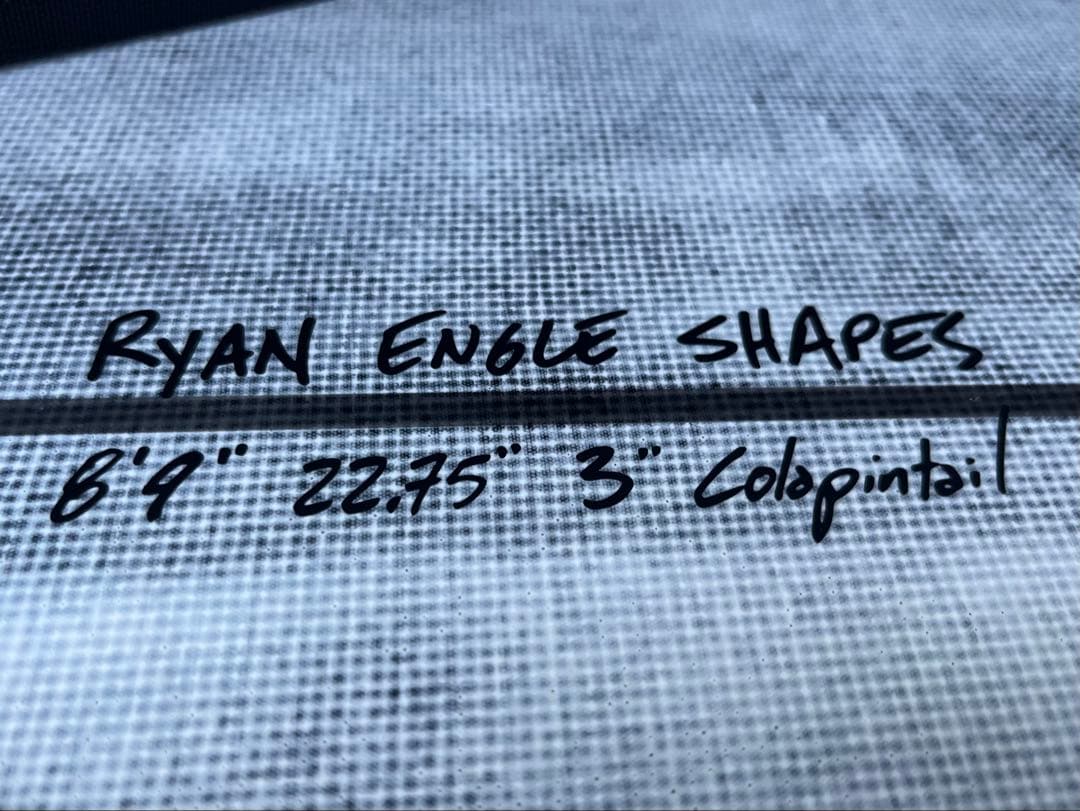 RYAN ENGLE SHAPES
8'9" 22.75" 3" Colapintail